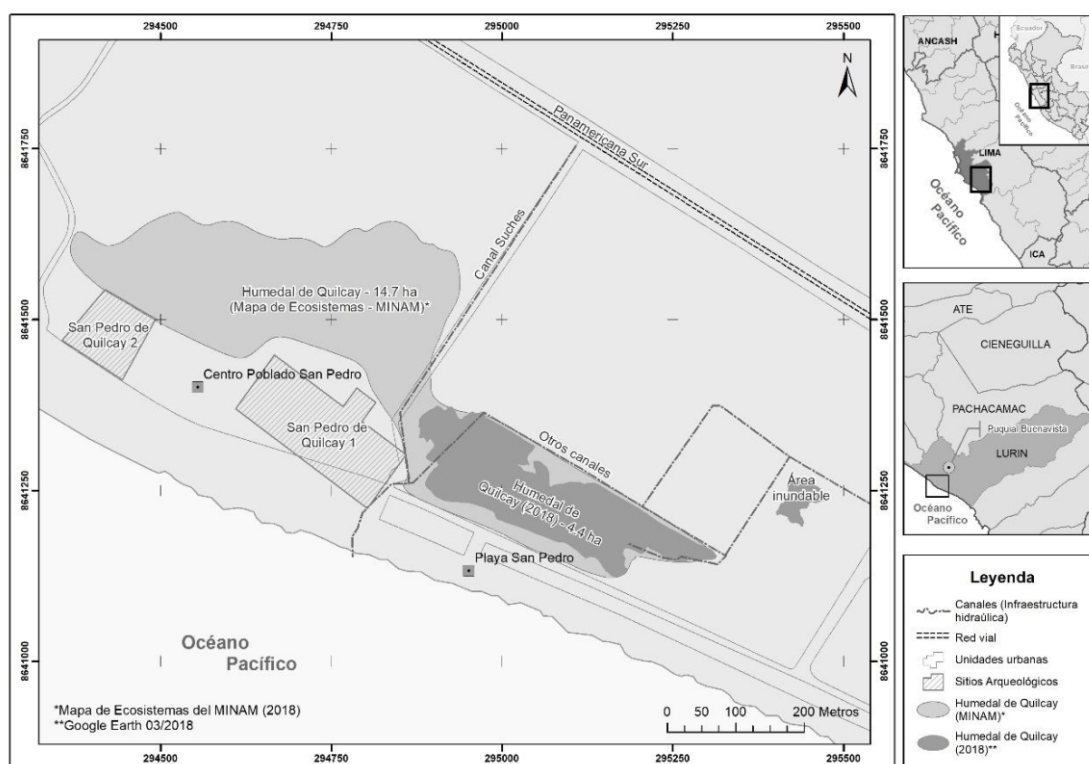 294500
294750
295000
295250
295500
8641750
8641500
8641250
8641000
N
Panamericana Sur
Canal Suches
Humedal de Quilcay - 14.7 ha
(Mapa de Ecosistemas - MINAM)*
San Pedro de
Quilcay 2
Centro Poblado San Pedro
San Pedro de
Quilcay 1
Otros canales
Humedal de
Quilcay (2018) - 4.4 ha
Área
inundable
Playa San Pedro
Océano
Pacífico
*Mapa de Ecosistemas del MINAM (2018)
**Google Earth 03/2018
0 50 100 200 Metros
8641750
8641500
8641250
8641000
294500
294750
295000
295250
295500
ANCASH
H
Ecuador
Brasil
Océano
Pacífico
LIMA
Océano
Pacífico
ICA
ATE
CIENEGUILLA
PACHACAMAC
Puquial Buenavista
LURIN
Océano
Pacífico
Leyenda
Canales (Infraestructura
hidraúlica)
Red vial
Unidades urbanas
Sitios Arqueológicos
Humedal de Quilcay
(MINAM)*
Humedal de Quilcay
(2018)**